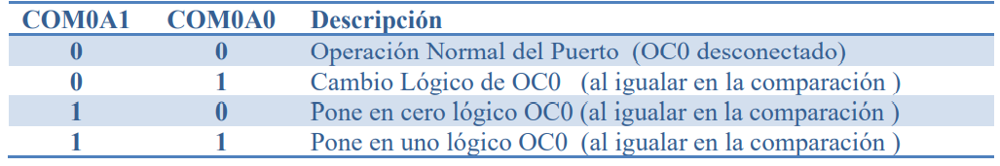 COM0A1 COM0A0 Descripción
0 0 Operación Normal del Puerto (OC0 desconectado)
0 1 Cambio Lógico de OC0 (al igualar en la comparación )
1 0 Pone en cero lógico OC0 (al igualar en la comparación )
1 1 Pone en uno lógico OC0 (al igualar en la comparación )